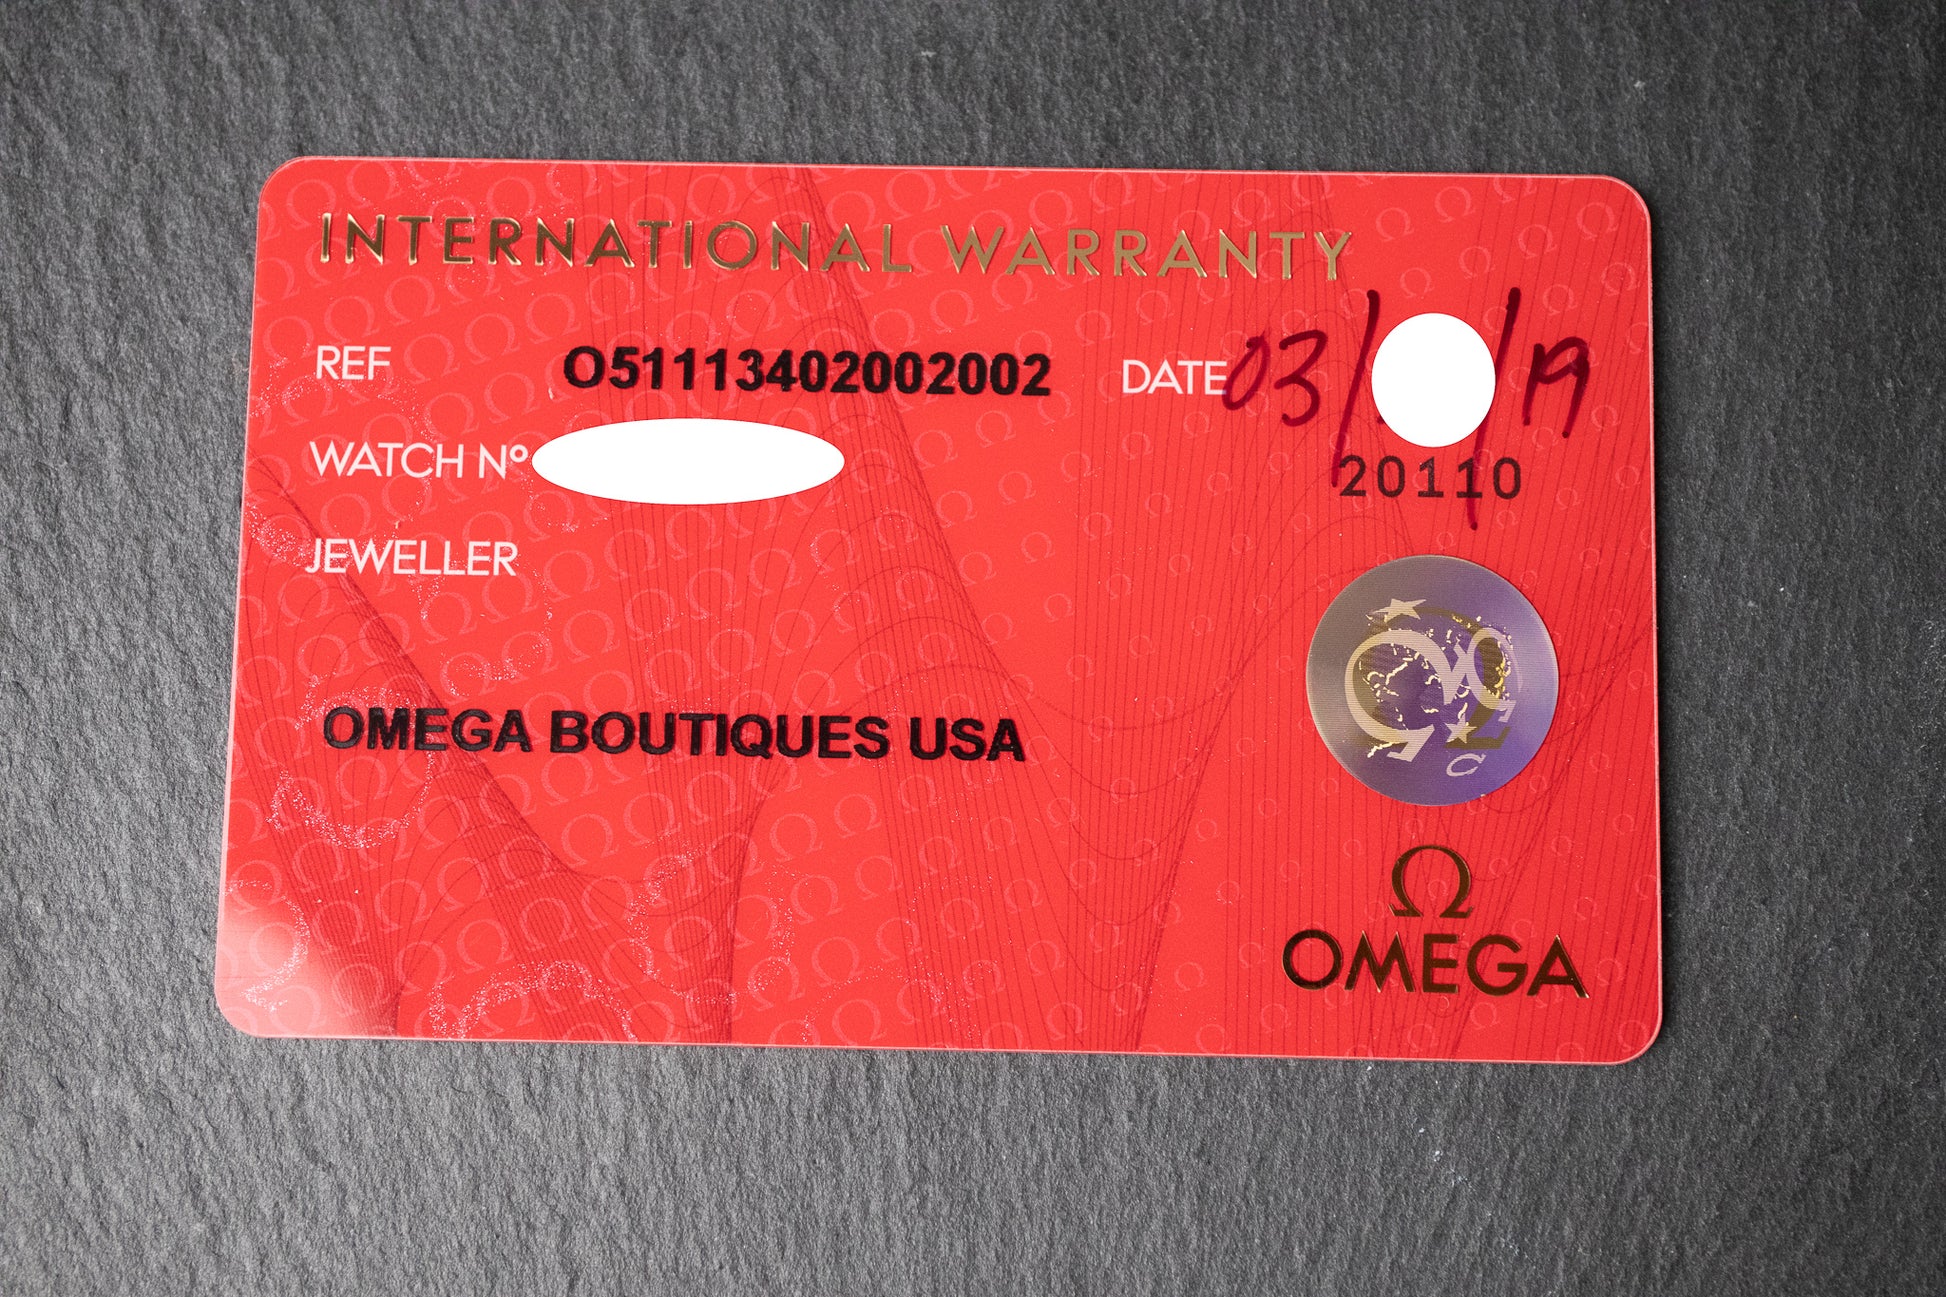 INTERNATIONAL WARRANTY
REF O51113402002002 DATE 03/ /19
WATCH Nº
20110
JEWELLER
OMEGA BOUTIQUES USA
Ω
OMEGA